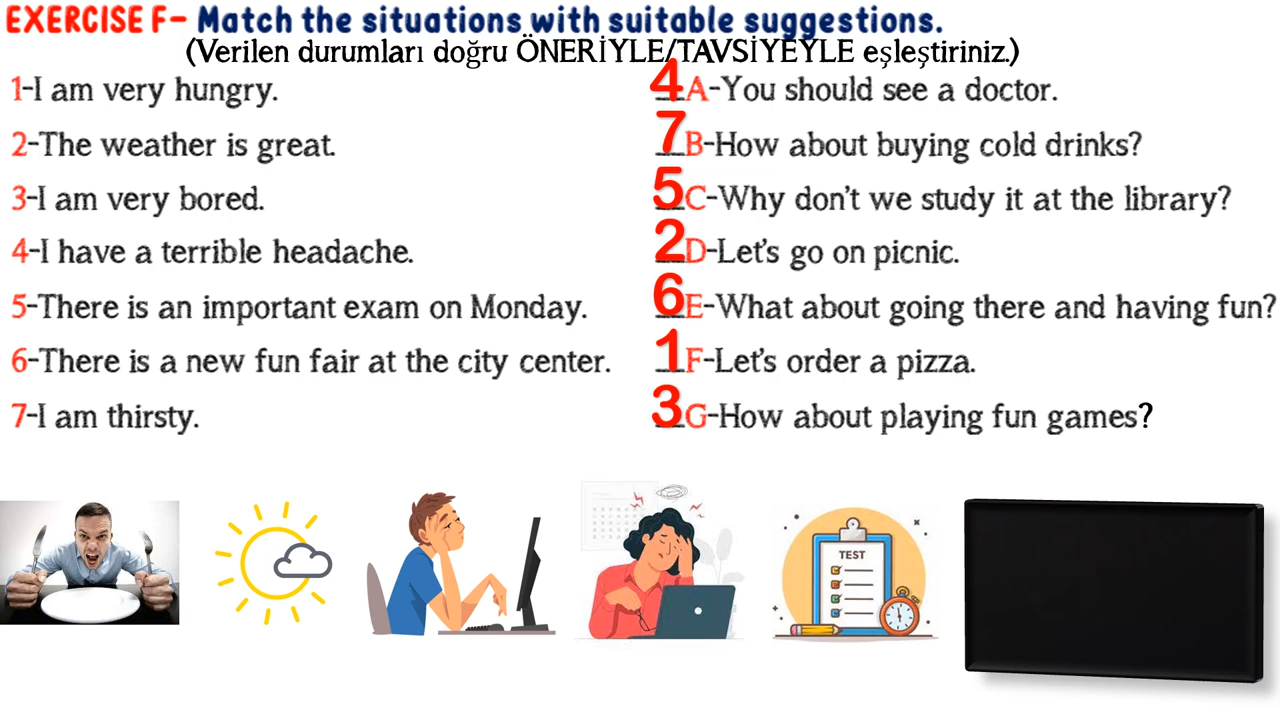 EXERCISE F- Match the situations with suitable suggestions.
(Verilen durumları doğru ÖNERİYLE/TAVSİYEYLE eşleştiriniz.)
1-I am very hungry.
2-The weather is great.
3-I am very bored.
4-I have a terrible headache.
5-There is an important exam on Monday.
6-There is a new fun fair at the city center.
7-I am thirsty.
4 A-You should see a doctor.
7 B-How about buying cold drinks?
5 C-Why don't we study it at the library?
2 D-Let's go on picnic.
6 E-What about going there and having fun?
1 F-Let's order a pizza.
3 G-How about playing fun games?
TEST